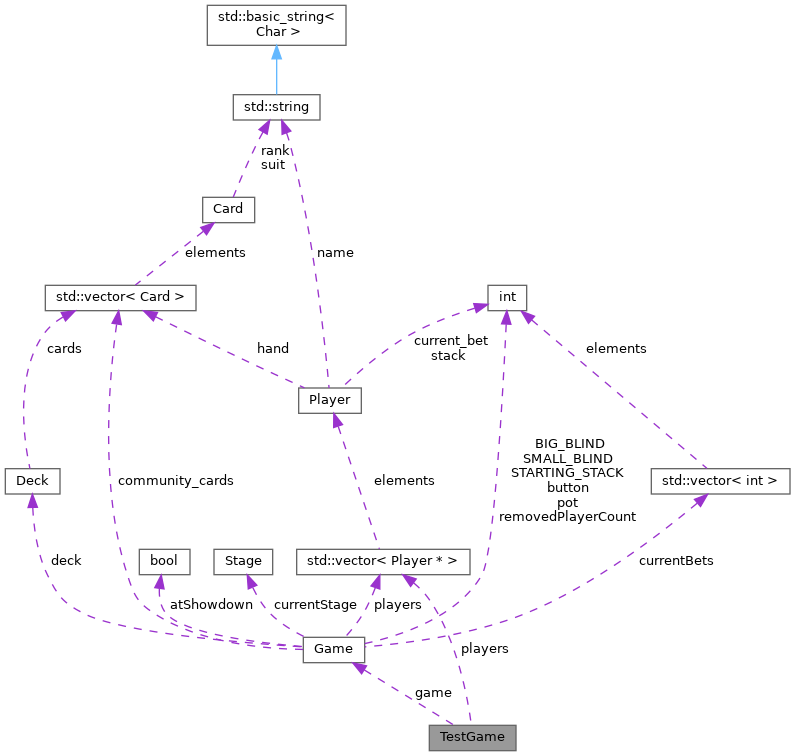 std::basic_string<
Char >
std::string
rank
suit
Card
elements
name
std::vector< Card >
int
cards
hand
current_bet
stack
elements
Player
BIG_BLIND
SMALL_BLIND
STARTING_STACK
button
pot
removedPlayerCount
Deck
community_cards
elements
std::vector< int >
deck
bool
Stage
std::vector< Player * >
currentBets
atShowdown
currentStage
players
Game
players
game
TestGame